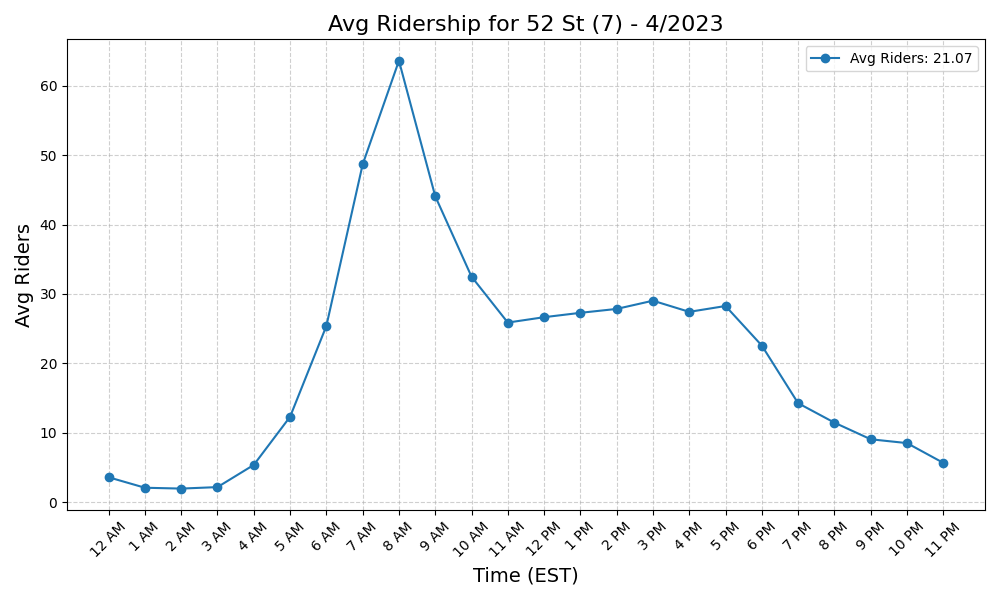 Avg Ridership for 52 St (7) - 4/2023
Avg Riders: 21.07
Avg Riders
60
50
40
30
20
10
0
12 AM
1 AM
2 AM
3 AM
4 AM
5 AM
6 AM
7 AM
8 AM
9 AM
10 AM
11 AM
12 PM
1 PM
2 PM
3 PM
4 PM
5 PM
6 PM
7 PM
8 PM
9 PM
10 PM
11 PM
Time (EST)